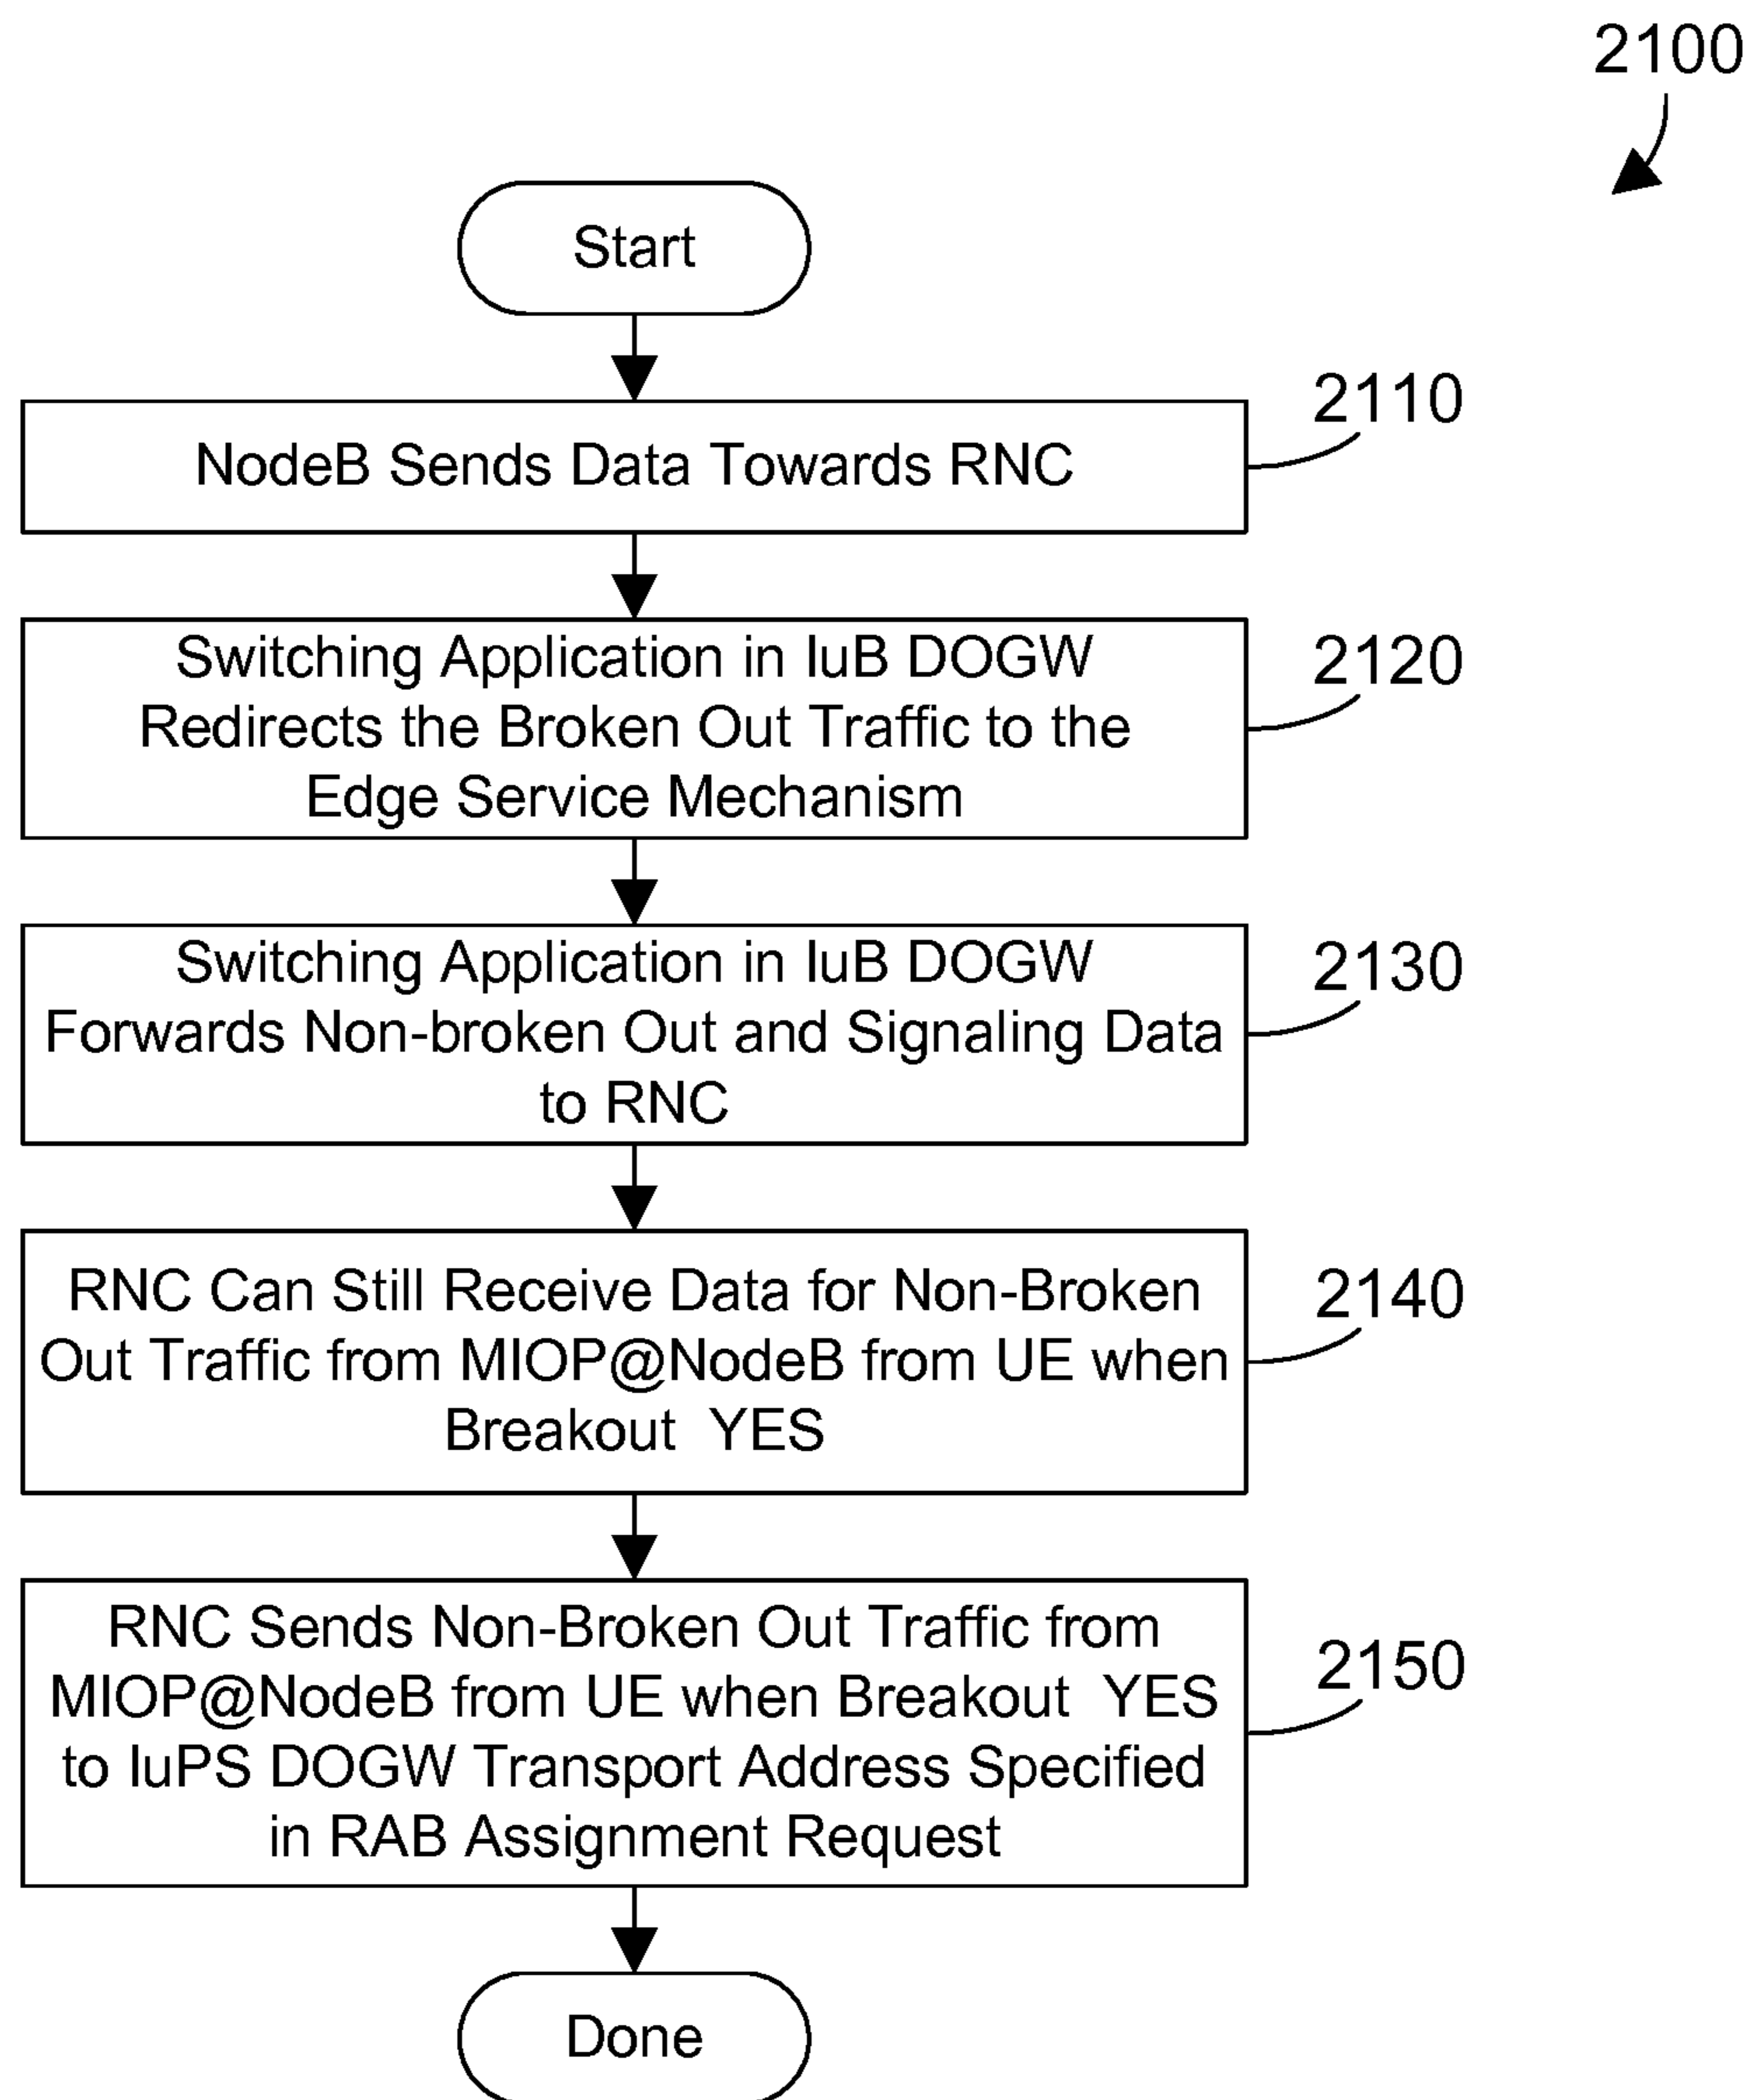 2100
Start
2110
NodeB Sends Data Towards RNC
2120
Switching Application in IuB DOGW
Redirects the Broken Out Traffic to the
Edge Service Mechanism
2130
Switching Application in IuB DOGW
Forwards Non-broken Out and Signaling Data
to RNC
2140
RNC Can Still Receive Data for Non-Broken
Out Traffic from MIOP@NodeB from UE when
Breakout  YES
2150
RNC Sends Non-Broken Out Traffic from
MIOP@NodeB from UE when Breakout  YES
to IuPS DOGW Transport Address Specified
in RAB Assignment Request
Done